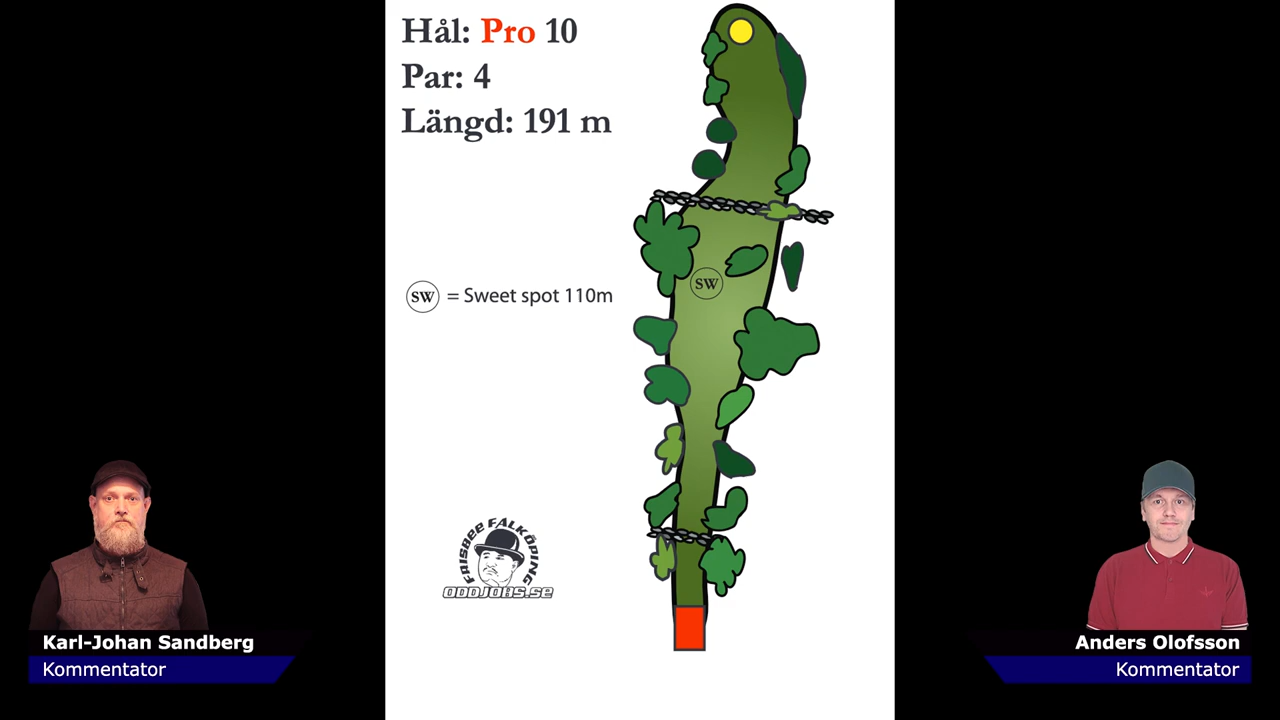 Hål: Pro 10
Par: 4
Längd: 191 m
SW
SW = Sweet spot 110m
FRISBEE FALKÖPING
ODDJOBS.SE
Karl-Johan Sandberg
Kommentator
Anders Olofsson
Kommentator